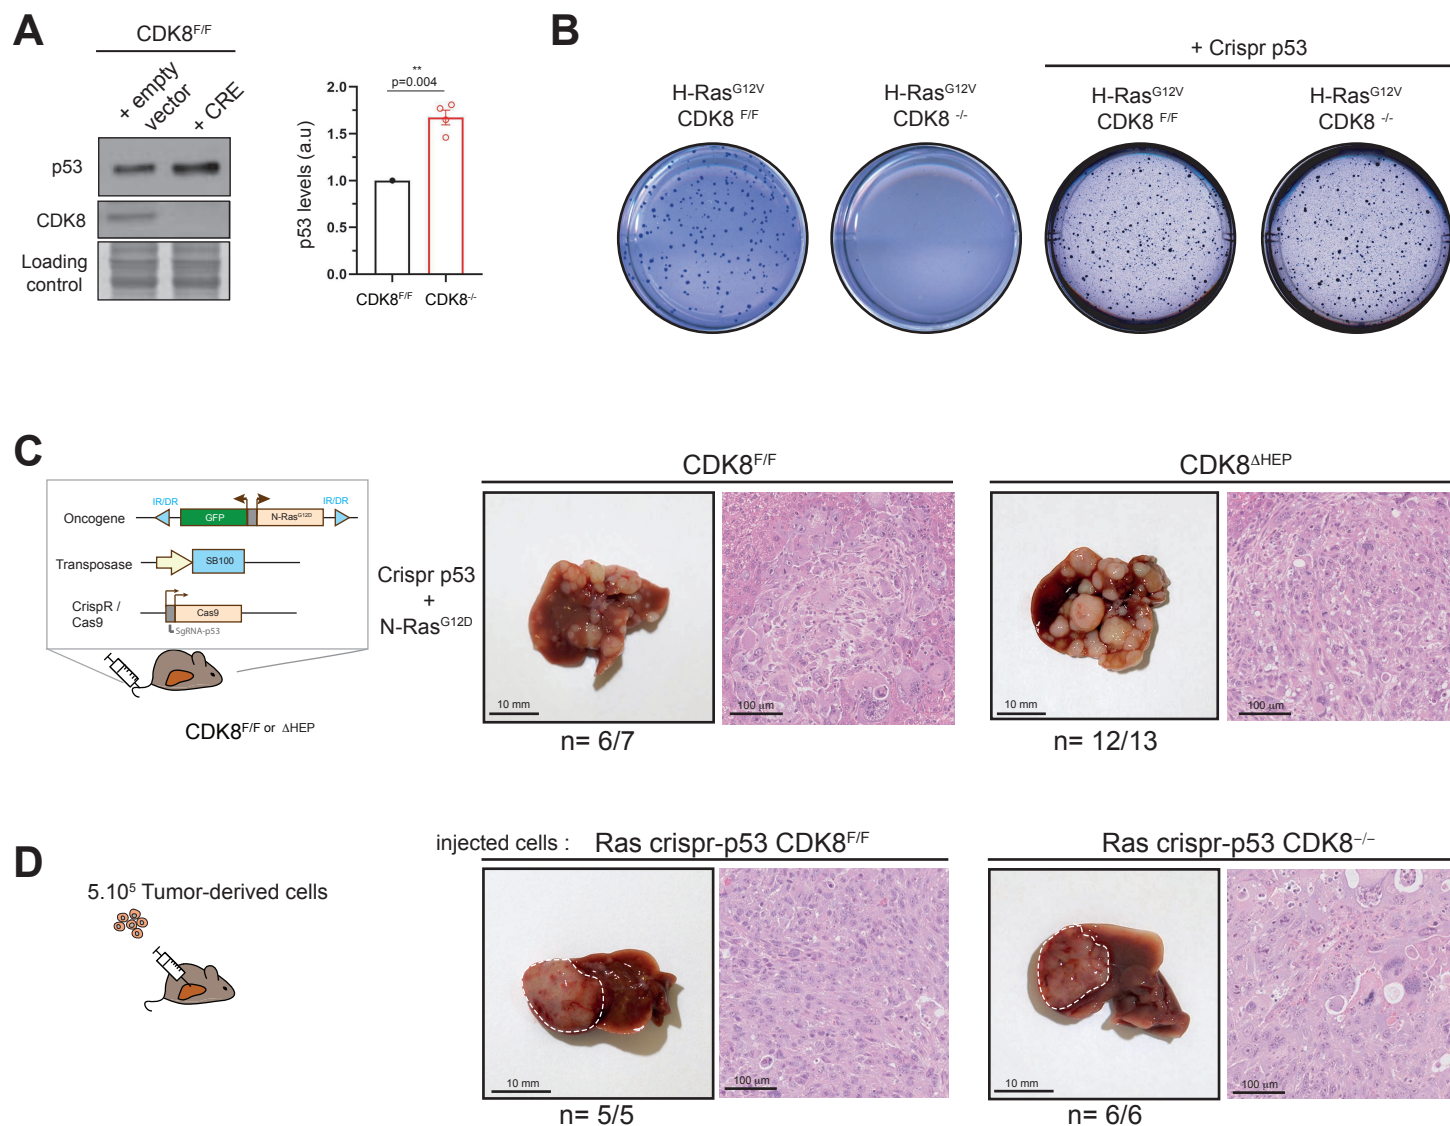 A
CDK8F/F
+ empty
vector
+ CRE
p53
CDK8
Loading
control
**
p=0.004
p53 levels (a.u)
2.0
1.5
1.0
0.5
0.0
CDK8F/F
CDK8-/-
B
+ Crispr p53
H-RasG12V
CDK8 F/F
H-RasG12V
CDK8 -/-
H-RasG12V
CDK8 F/F
H-RasG12V
CDK8 -/-
C
IR/DR
IR/DR
Oncogene
GFP
N-RasG12D
Transposase
SB100
CrispR /
Cas9
Cas9
SgRNA-p53
CDK8F/F or ΔHEP
Crispr p53
+
N-RasG12D
CDK8F/F
10 mm
100 μm
n= 6/7
CDK8ΔHEP
10 mm
100 μm
n= 12/13
D
5.10⁵ Tumor-derived cells
injected cells : Ras crispr-p53 CDK8F/F
10 mm
100 μm
n= 5/5
Ras crispr-p53 CDK8–/–
10 mm
100 μm
n= 6/6